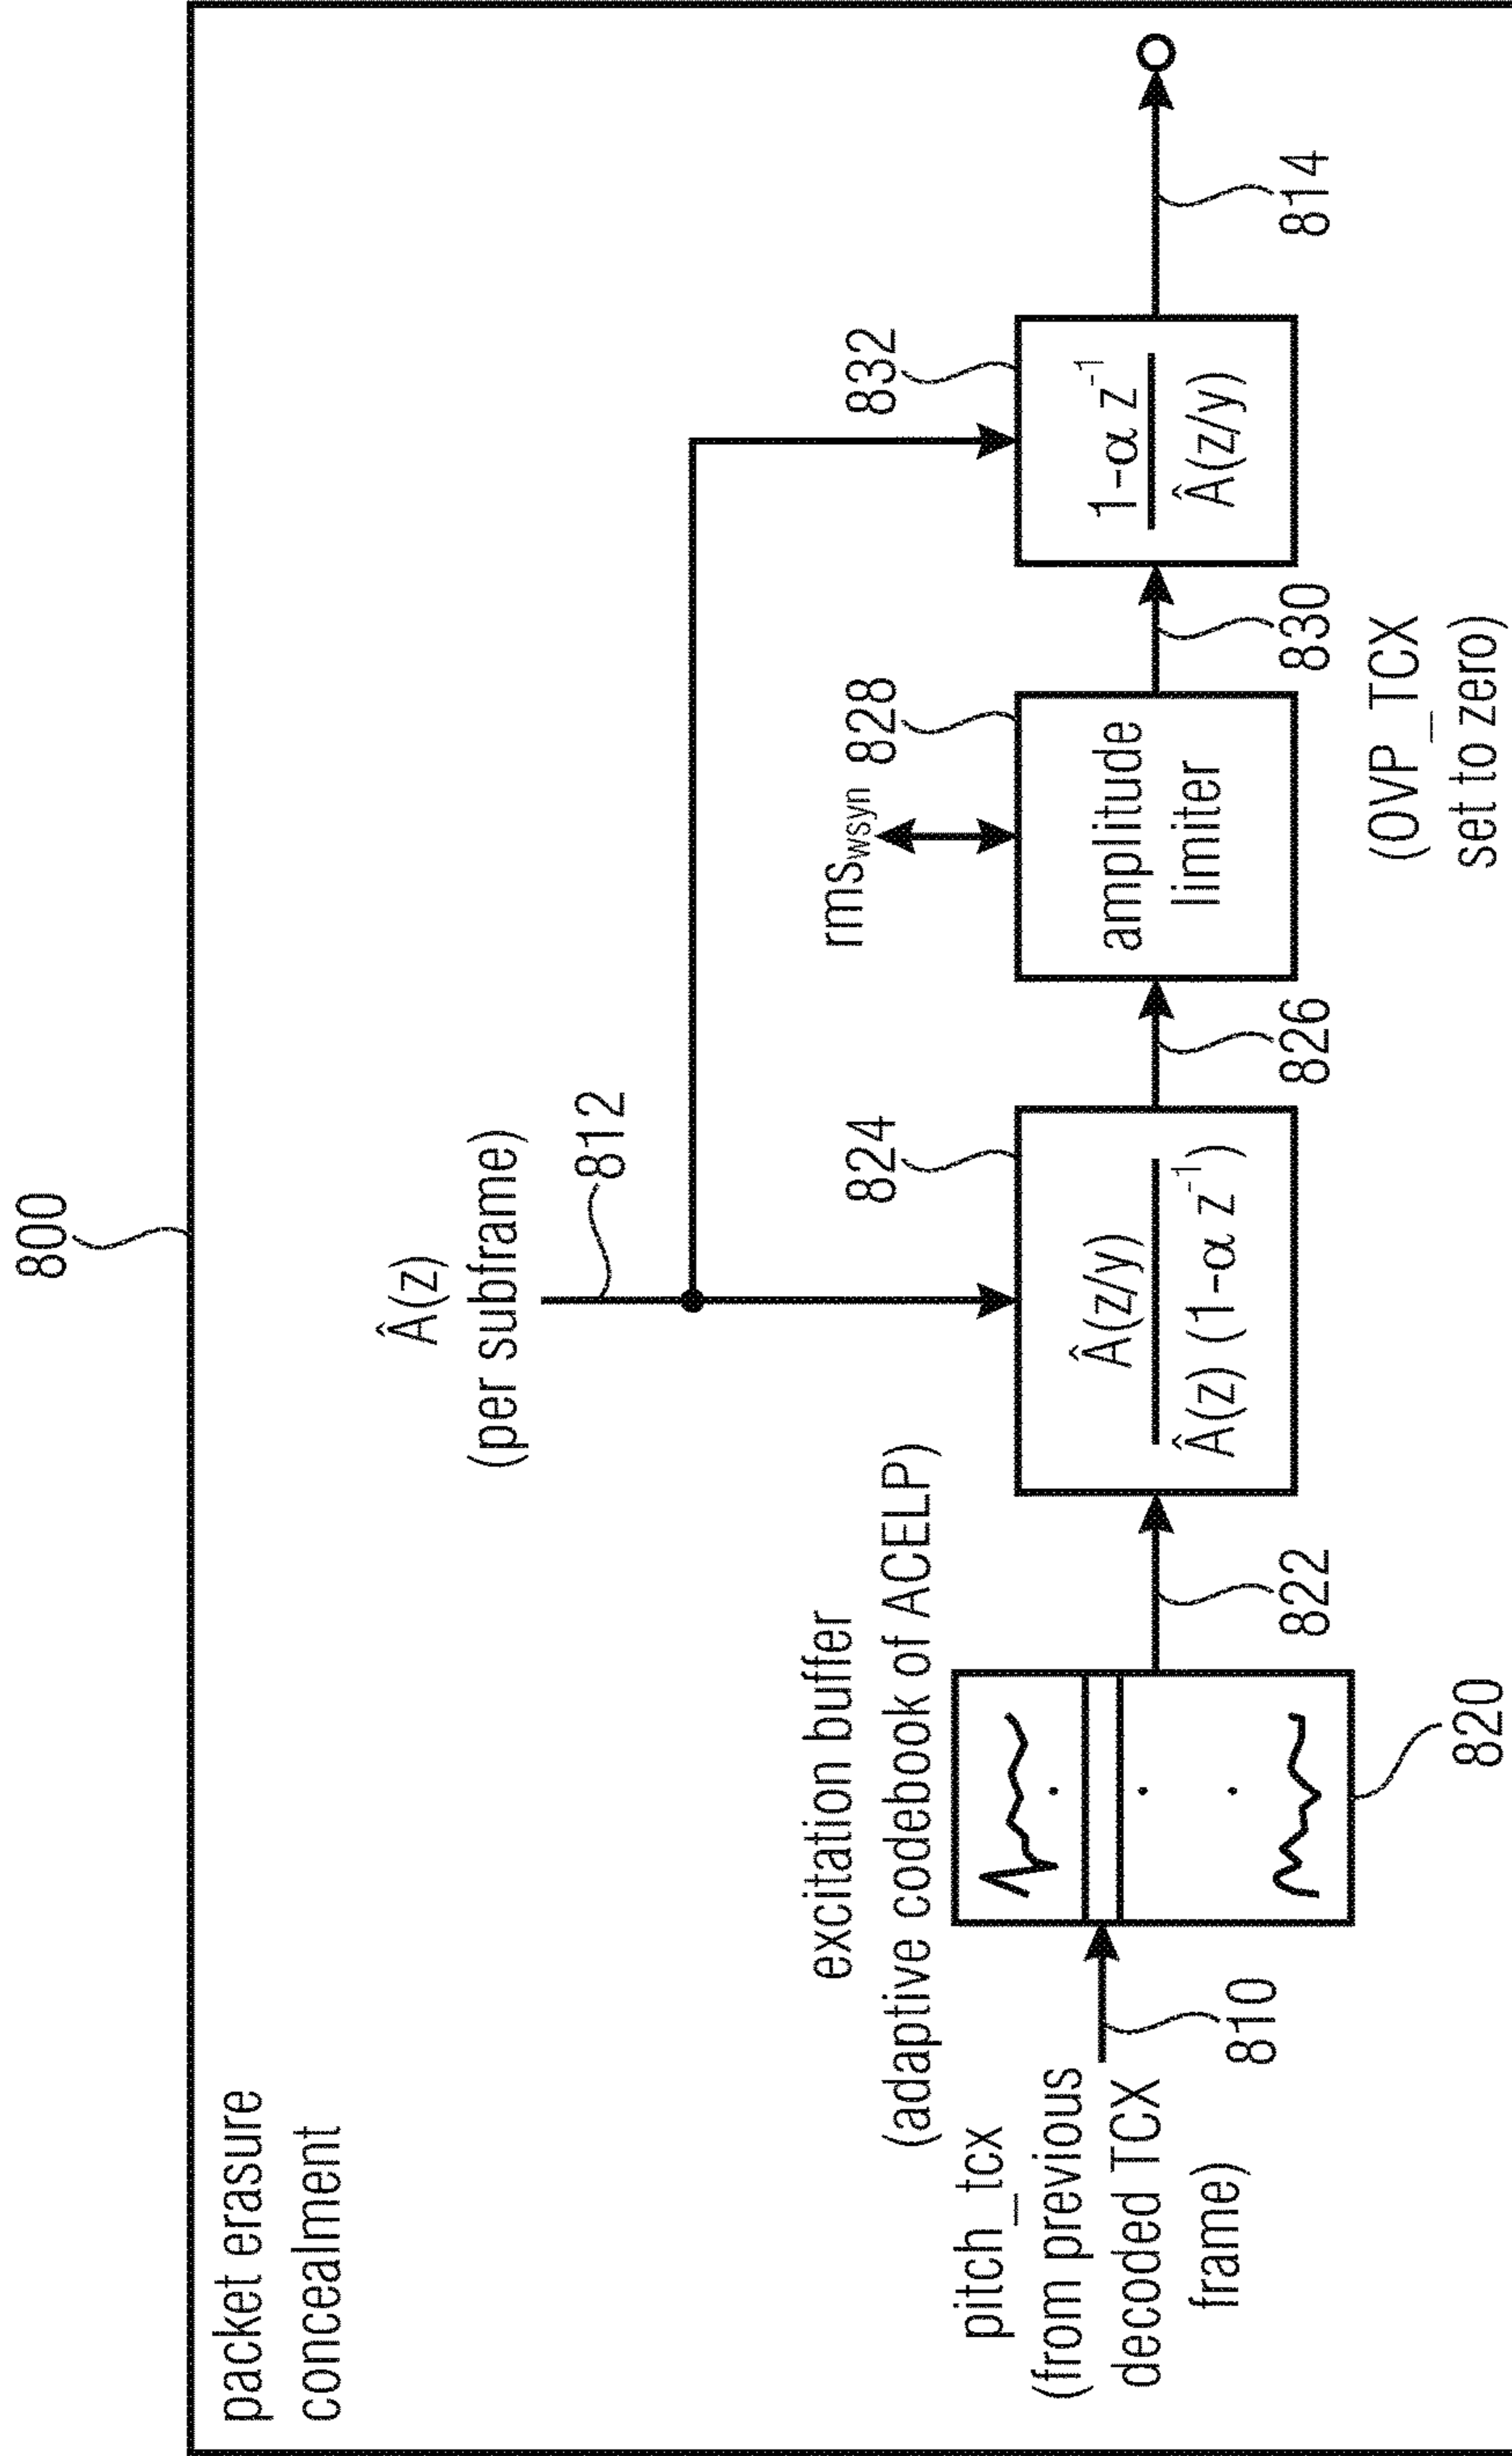 800
packet erasure
concealment
Â(z)
(per subframe)
812
excitation buffer
(adaptive codebook of ACELP)
pitch_tcx
(from previous
decoded TCX
frame)
810
820
822
824
Â(z/y)
Â(z) (1-α z⁻¹)
826
rms_wsyn
828
amplitude
limiter
830
(OVP_TCX
set to zero)
832
1-α z⁻¹
Â(z/y)
814